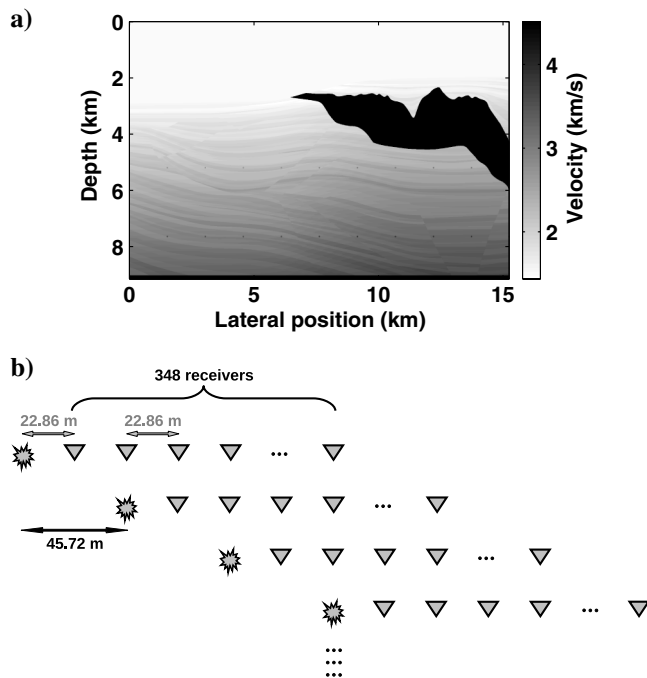 a)
0
2
4
6
8
Depth (km)
0
5
10
15
Lateral position (km)
4
3
2
Velocity (km/s)
b)
348 receivers
22.86 m
22.86 m
...
...
45.72 m
...
...
...
...
...